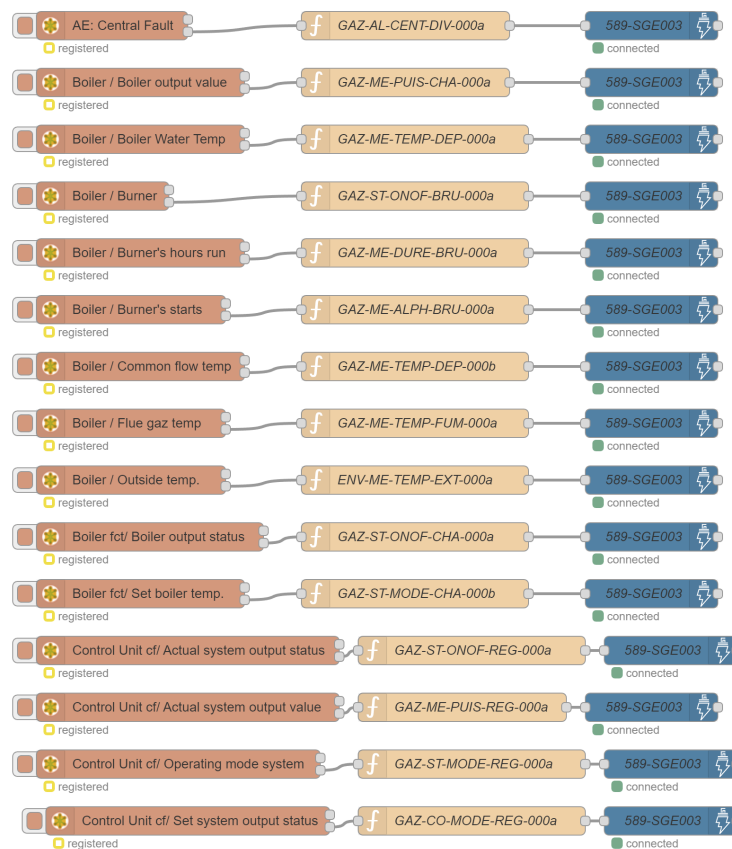 AE: Central Fault GAZ-AL-CENT-DIV-000a 589-SGE003
registered connected
Boiler / Boiler output value GAZ-ME-PUIS-CHA-000a 589-SGE003
registered connected
Boiler / Boiler Water Temp GAZ-ME-TEMP-DEP-000a 589-SGE003
registered connected
Boiler / Burner GAZ-ST-ONOF-BRU-000a 589-SGE003
registered connected
Boiler / Burner's hours run GAZ-ME-DURE-BRU-000a 589-SGE003
registered connected
Boiler / Burner's starts GAZ-ME-ALPH-BRU-000a 589-SGE003
registered connected
Boiler / Common flow temp GAZ-ME-TEMP-DEP-000b 589-SGE003
registered connected
Boiler / Flue gaz temp GAZ-ME-TEMP-FUM-000a 589-SGE003
registered connected
Boiler / Outside temp. ENV-ME-TEMP-EXT-000a 589-SGE003
registered connected
Boiler fct/ Boiler output status GAZ-ST-ONOF-CHA-000a 589-SGE003
registered connected
Boiler fct/ Set boiler temp. GAZ-ST-MODE-CHA-000b 589-SGE003
registered connected
Control Unit cf/ Actual system output status GAZ-ST-ONOF-REG-000a 589-SGE003
registered connected
Control Unit cf/ Actual system output value GAZ-ME-PUIS-REG-000a 589-SGE003
registered connected
Control Unit cf/ Operating mode system GAZ-ST-MODE-REG-000a 589-SGE003
registered connected
Control Unit cf/ Set system output status GAZ-CO-MODE-REG-000a 589-SGE003
registered connected